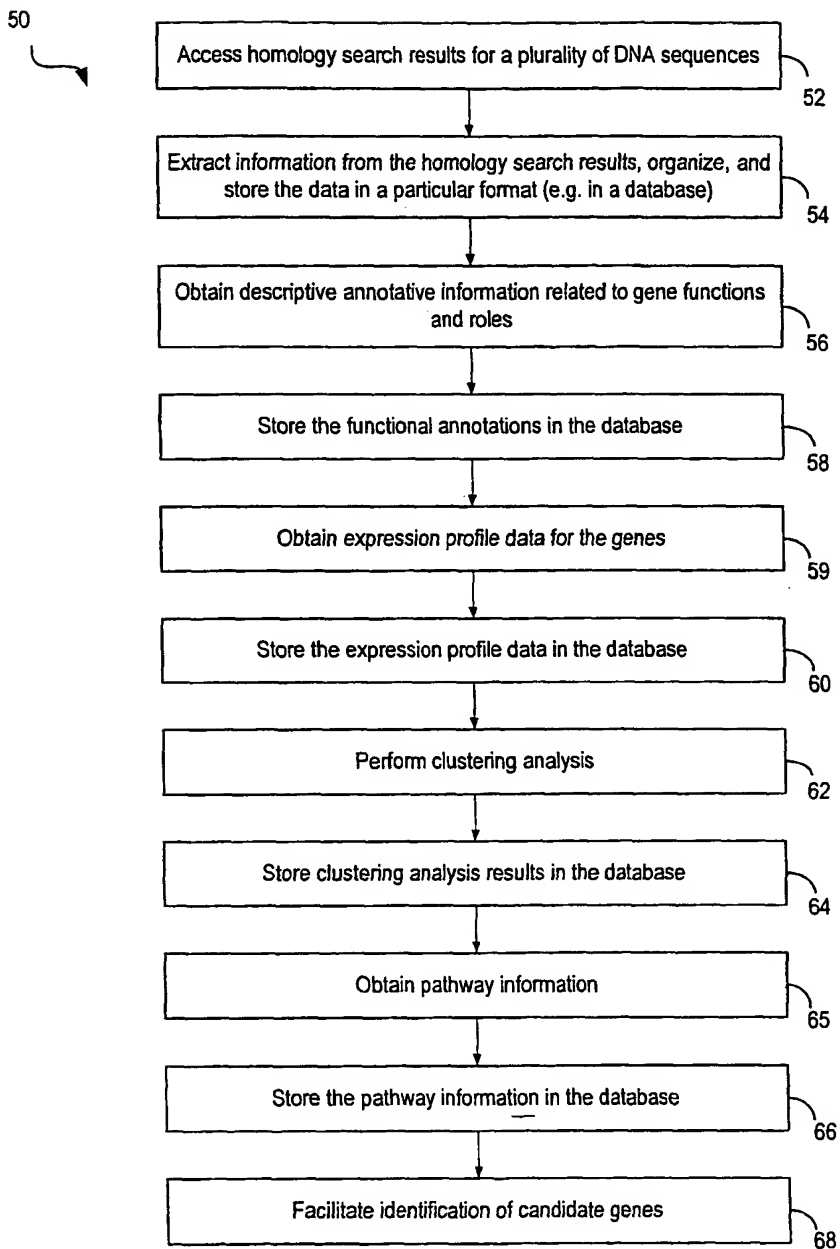 50
Access homology search results for a plurality of DNA sequences
52
Extract information from the homology search results, organize, and
store the data in a particular format (e.g. in a database)
54
Obtain descriptive annotative information related to gene functions
and roles
56
Store the functional annotations in the database
58
Obtain expression profile data for the genes
59
Store the expression profile data in the database
60
Perform clustering analysis
62
Store clustering analysis results in the database
64
Obtain pathway information
65
Store the pathway information in the database
66
Facilitate identification of candidate genes
68